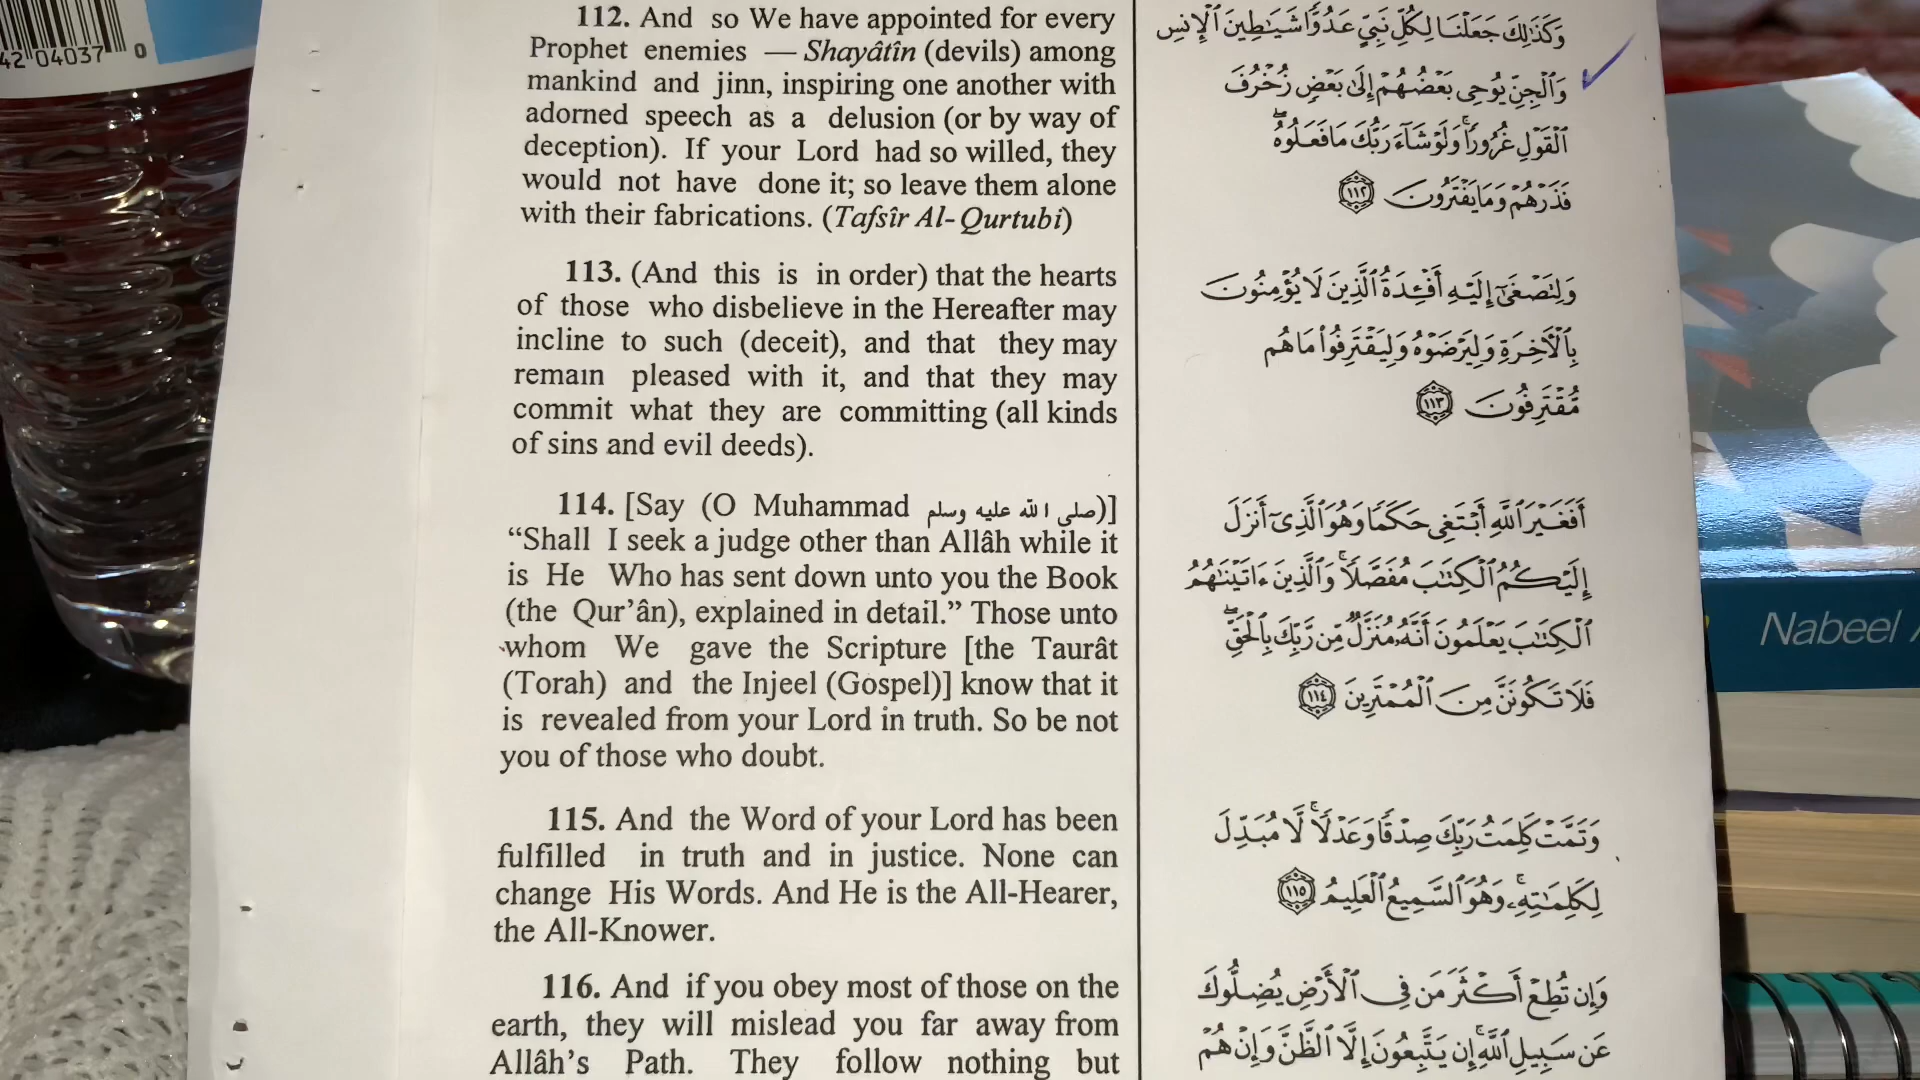 42 04037 0
112. And so We have appointed for every
Prophet enemies — Shayâtîn (devils) among
mankind and jinn, inspiring one another with
adorned speech as a delusion (or by way of
deception). If your Lord had so willed, they
would not have done it; so leave them alone
with their fabrications. (Tafsîr Al-Qurtubi)
113. (And this is in order) that the hearts
of those who disbelieve in the Hereafter may
incline to such (deceit), and that they may
remain pleased with it, and that they may
commit what they are committing (all kinds
of sins and evil deeds).
114. [Say (O Muhammad صلى الله عليه وسلم)]
“Shall I seek a judge other than Allâh while it
is He Who has sent down unto you the Book
(the Qur’ân), explained in detail.” Those unto
whom We gave the Scripture [the Taurât
(Torah) and the Injeel (Gospel)] know that it
is revealed from your Lord in truth. So be not
you of those who doubt.
115. And the Word of your Lord has been
fulfilled in truth and in justice. None can
change His Words. And He is the All-Hearer,
the All-Knower.
116. And if you obey most of those on the
earth, they will mislead you far away from
Allâh’s Path. They follow nothing but
وَكَذَٰلِكَ جَعَلْنَا لِكُلِّ نَبِيٍّ عَدُوًّا شَيَٰطِينَ ٱلْإِنسِ
وَٱلْجِنِّ يُوحِى بَعْضُهُمْ إِلَىٰ بَعْضٍ زُخْرُفَ
ٱلْقَوْلِ غُرُورًا ۚ وَلَوْ شَآءَ رَبُّكَ مَا فَعَلُوهُ ۖ
فَذَرْهُمْ وَمَا يَفْتَرُونَ ١١٢
وَلِتَصْغَىٰٓ إِلَيْهِ أَفْـِٔدَةُ ٱلَّذِينَ لَا يُؤْمِنُونَ
بِٱلْـَٔاخِرَةِ وَلِيَرْضَوْهُ وَلِيَقْتَرِفُوا۟ مَا هُم
مُّقْتَرِفُونَ ١١٣
أَفَغَيْرَ ٱللَّهِ أَبْتَغِى حَكَمًا وَهُوَ ٱلَّذِىٓ أَنزَلَ
إِلَيْكُمُ ٱلْكِتَٰبَ مُفَصَّلًا ۚ وَٱلَّذِينَ ءَاتَيْنَٰهُمُ
ٱلْكِتَٰبَ يَعْلَمُونَ أَنَّهُۥ مُنَزَّلٌ مِّن رَّبِّكَ بِٱلْحَقِّ ۖ
فَلَا تَكُونَنَّ مِنَ ٱلْمُمْتَرِينَ ١١٤
وَتَمَّتْ كَلِمَتُ رَبِّكَ صِدْقًا وَعَدْلًا ۚ لَّا مُبَدِّلَ
لِكَلِمَٰتِهِۦ ۚ وَهُوَ ٱلسَّمِيعُ ٱلْعَلِيمُ ١١٥
وَإِن تُطِعْ أَكْثَرَ مَن فِى ٱلْأَرْضِ يُضِلُّوكَ
عَن سَبِيلِ ٱللَّهِ ۚ إِن يَتَّبِعُونَ إِلَّا ٱلظَّنَّ وَإِنْ هُمْ
Nabeel